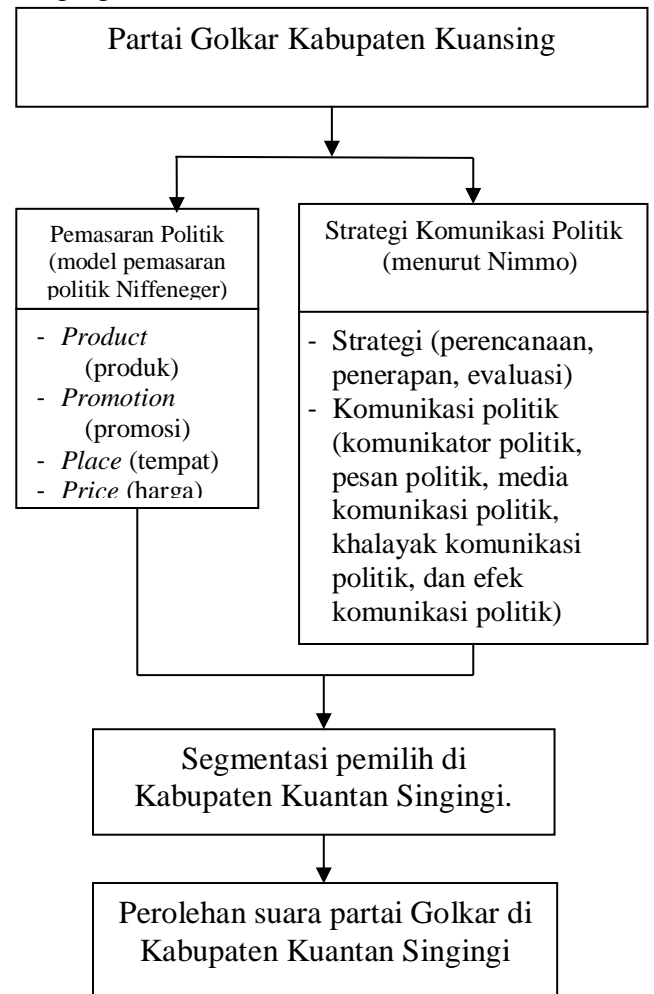 Partai Golkar Kabupaten Kuansing
Pemasaran Politik
(model pemasaran
politik Niffeneger)
- Product
(produk)
- Promotion
(promosi)
- Place (tempat)
- Price (harga)
Strategi Komunikasi Politik
(menurut Nimmo)
- Strategi (perencanaan,
penerapan, evaluasi)
- Komunikasi politik
(komunikator politik,
pesan politik, media
komunikasi politik,
khalayak komunikasi
politik, dan efek
komunikasi politik)
Segmentasi pemilih di
Kabupaten Kuantan Singingi.
Perolehan suara partai Golkar di
Kabupaten Kuantan Singingi